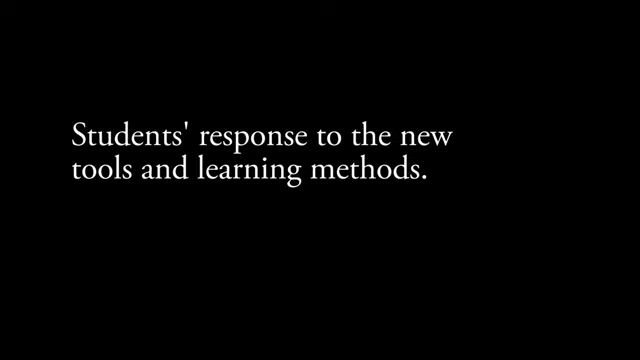 Students' response to the new
tools and learning methods.